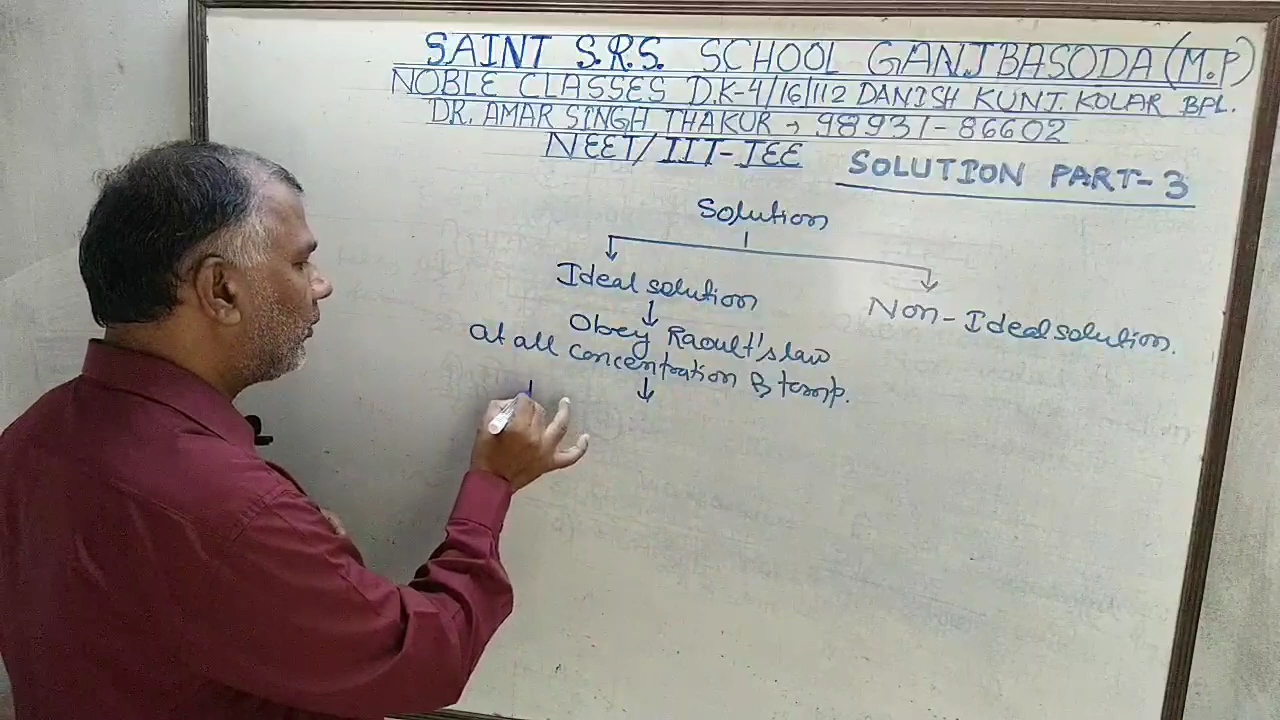 SAINT S.R.S. SCHOOL GANJBASODA (M.P)
NOBLE CLASSES D.K-4/16/112 DANISH KUNJ. KOLAR BPL.
DR. AMAR SINGH THAKUR → 98931-86602
NEET/IIT-JEE SOLUTION PART-3
Solution
Ideal solution
Non-Ideal solution.
Obey Raoult's law
at all concentration & temp.